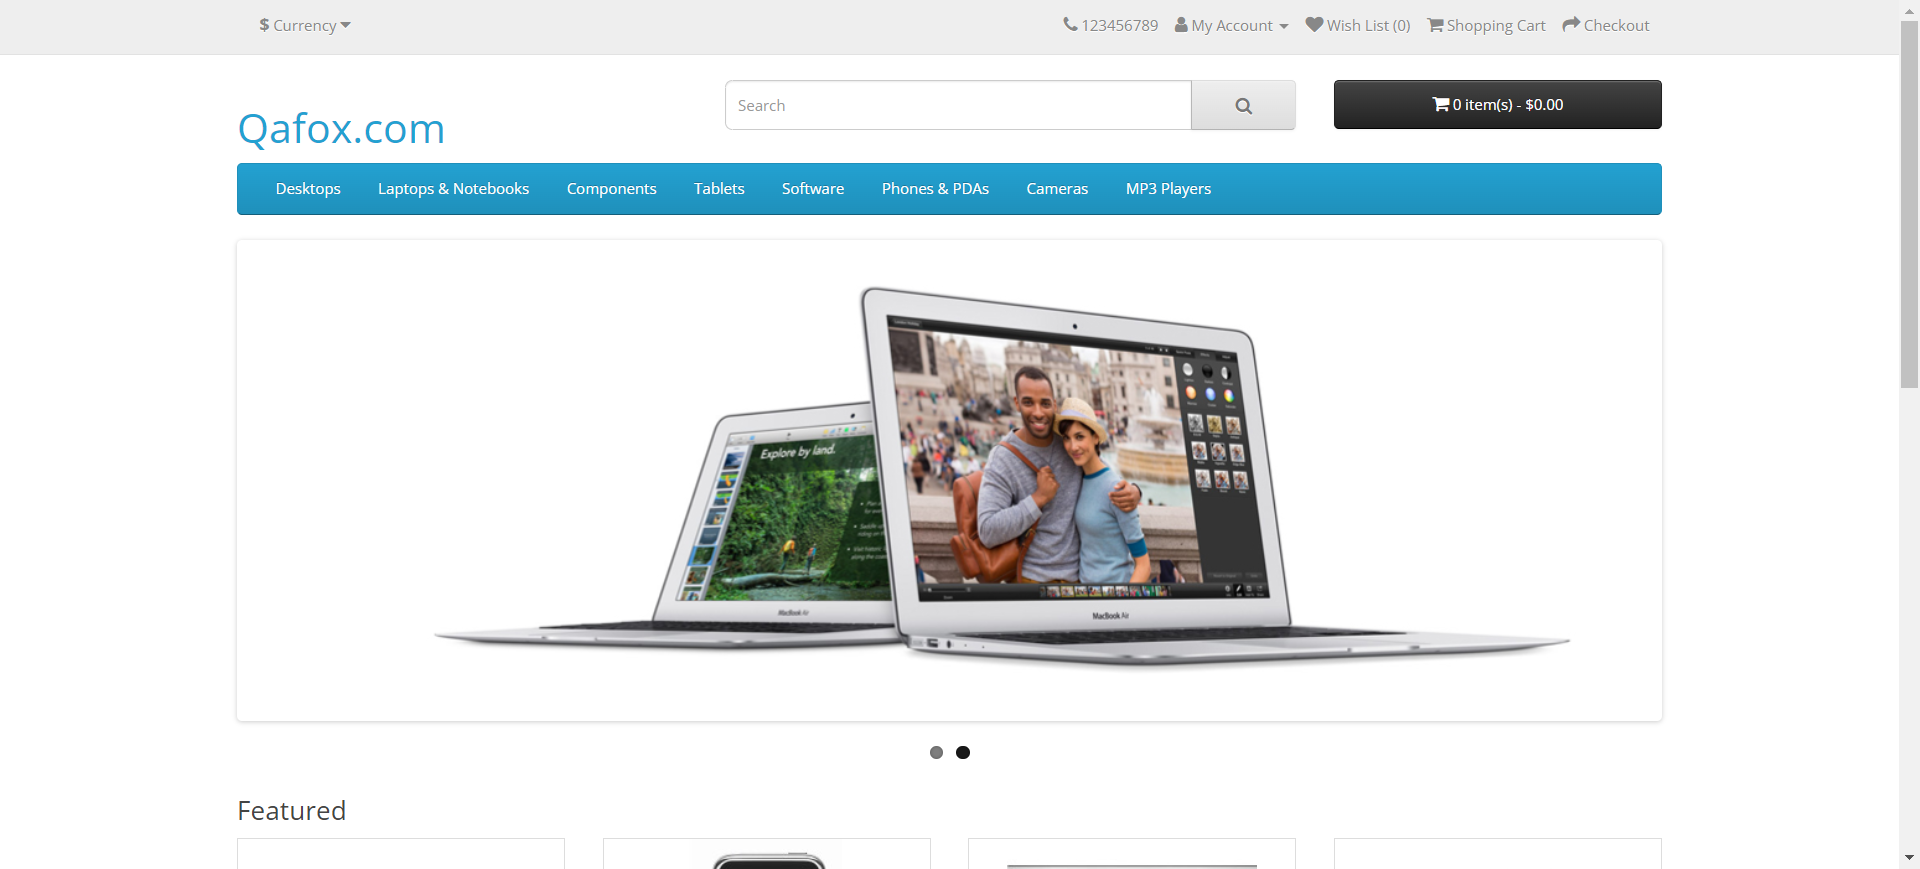 $ Currency
123456789 My Account Wish List (0) Shopping Cart Checkout
Qafox.com
Search
0 item(s) - $0.00
Desktops Laptops & Notebooks Components Tablets Software Phones & PDAs Cameras MP3 Players
Explore by land.
MacBook Air
MacBook Air
Featured